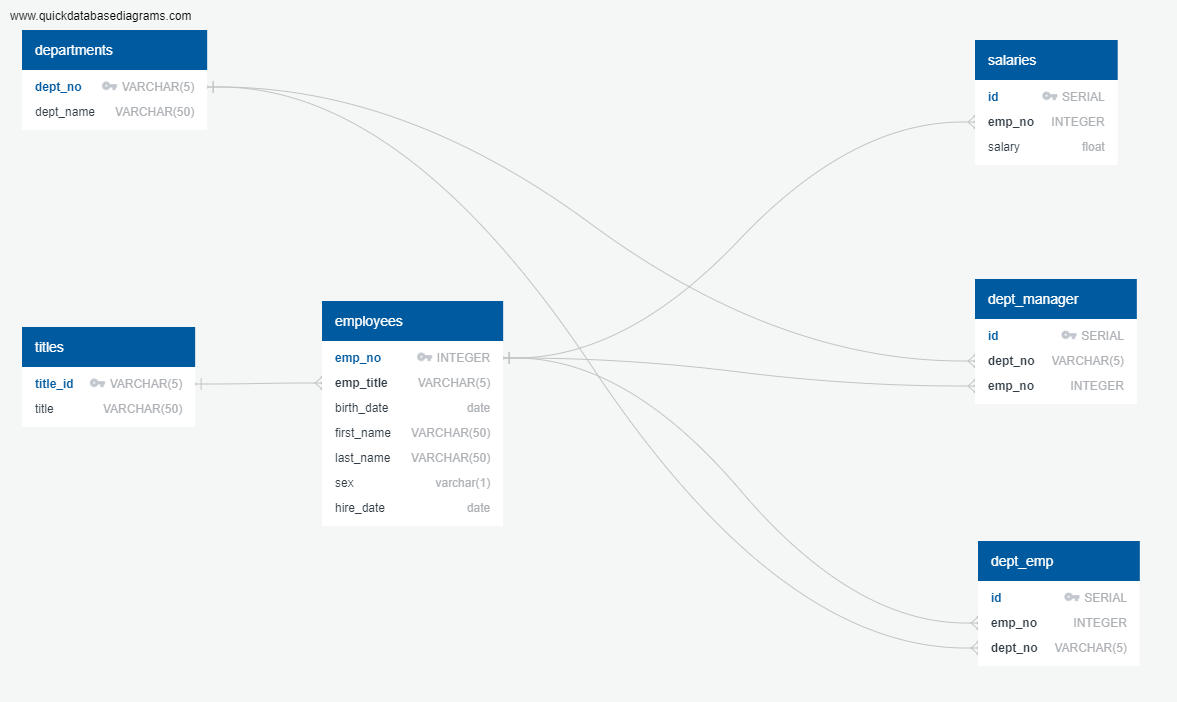 www.quickdatabasediagrams.com
departments
dept_no VARCHAR(5)
dept_name VARCHAR(50)
titles
title_id VARCHAR(5)
title VARCHAR(50)
employees
emp_no INTEGER
emp_title VARCHAR(5)
birth_date date
first_name VARCHAR(50)
last_name VARCHAR(50)
sex varchar(1)
hire_date date
salaries
id SERIAL
emp_no INTEGER
salary float
dept_manager
id SERIAL
dept_no VARCHAR(5)
emp_no INTEGER
dept_emp
id SERIAL
emp_no INTEGER
dept_no VARCHAR(5)